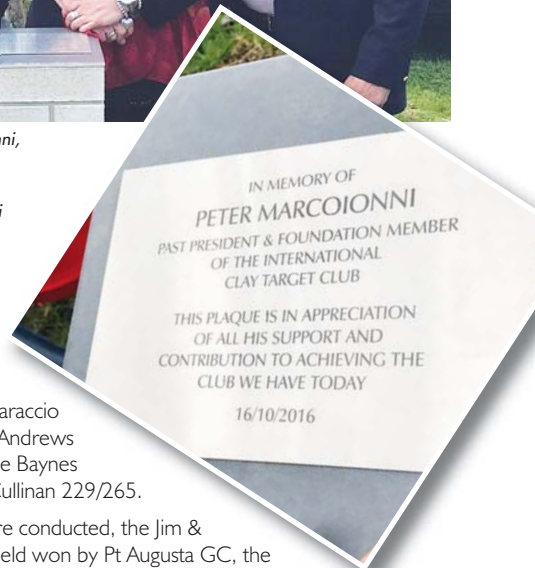 nni,
i
IN MEMORY OF
PETER MARCOIONNI
PAST PRESIDENT & FOUNDATION MEMBER
OF THE INTERNATIONAL
CLAY TARGET CLUB
THIS PLAQUE IS IN APPRECIATION
OF ALL HIS SUPPORT AND
CONTRIBUTION TO ACHIEVING THE
CLUB WE HAVE TODAY
16/10/2016
araccio
Andrews
e Baynes
Cullinan 229/265.
re conducted, the Jim &
eld won by Pt Augusta GC, the